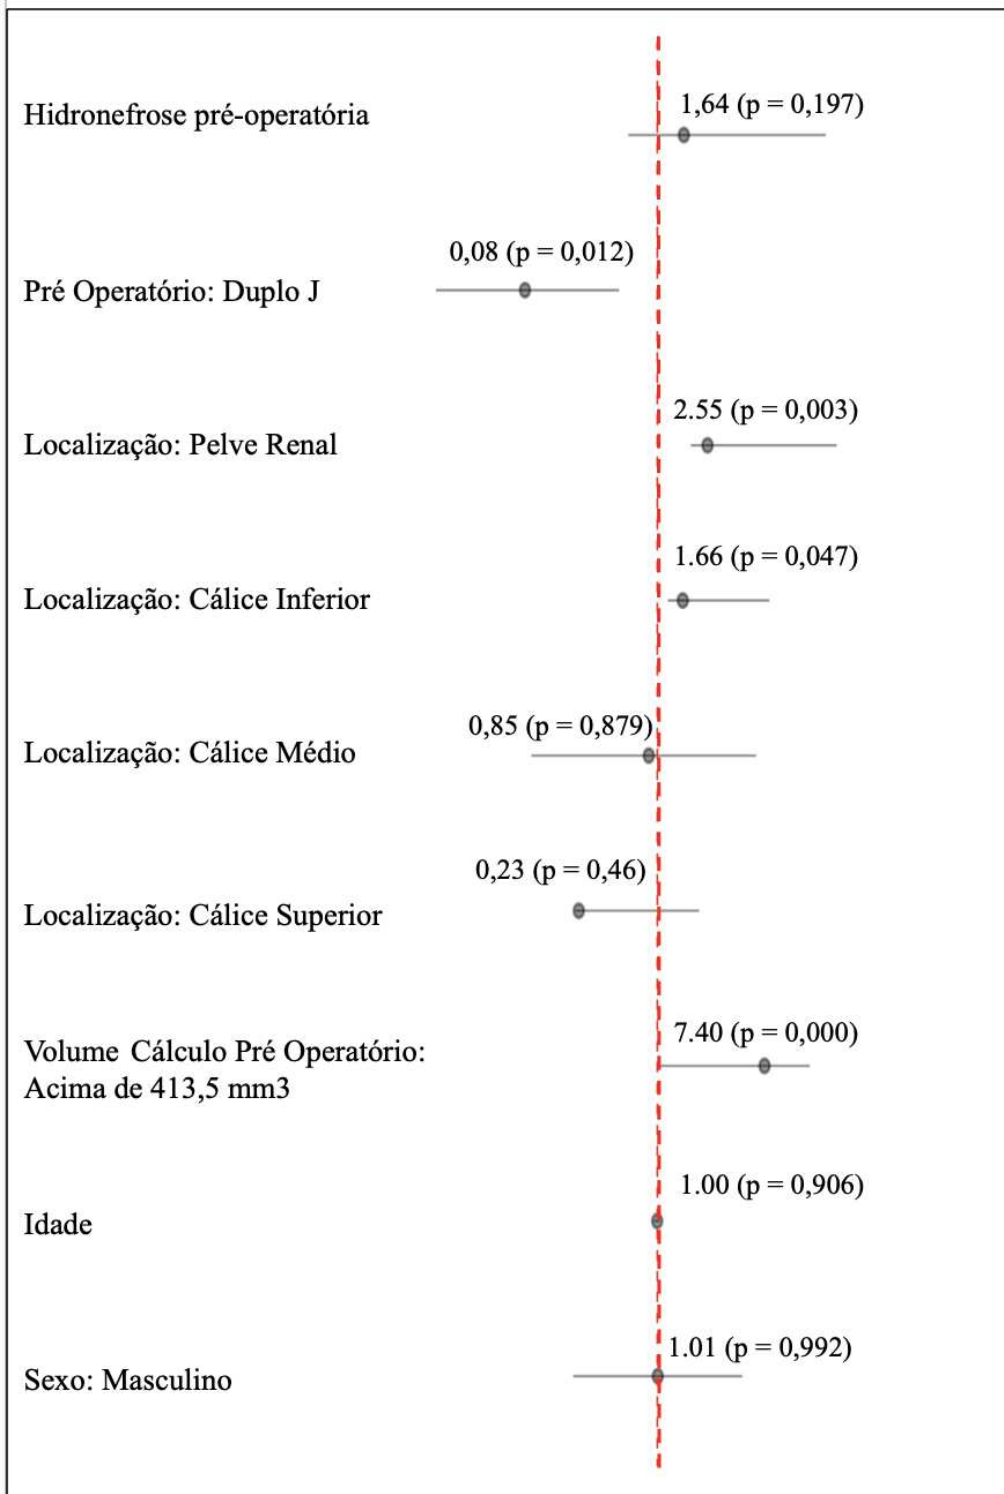 Hidronefrose pré-operatória
1,64 (p = 0,197)
Pré Operatório: Duplo J
0,08 (p = 0,012)
Localização: Pelve Renal
2.55 (p = 0,003)
Localização: Cálice Inferior
1.66 (p = 0,047)
Localização: Cálice Médio
0,85 (p = 0,879)
Localização: Cálice Superior
0,23 (p = 0,46)
Volume Cálculo Pré Operatório:
Acima de 413,5 mm3
7.40 (p = 0,000)
Idade
1.00 (p = 0,906)
Sexo: Masculino
1.01 (p = 0,992)